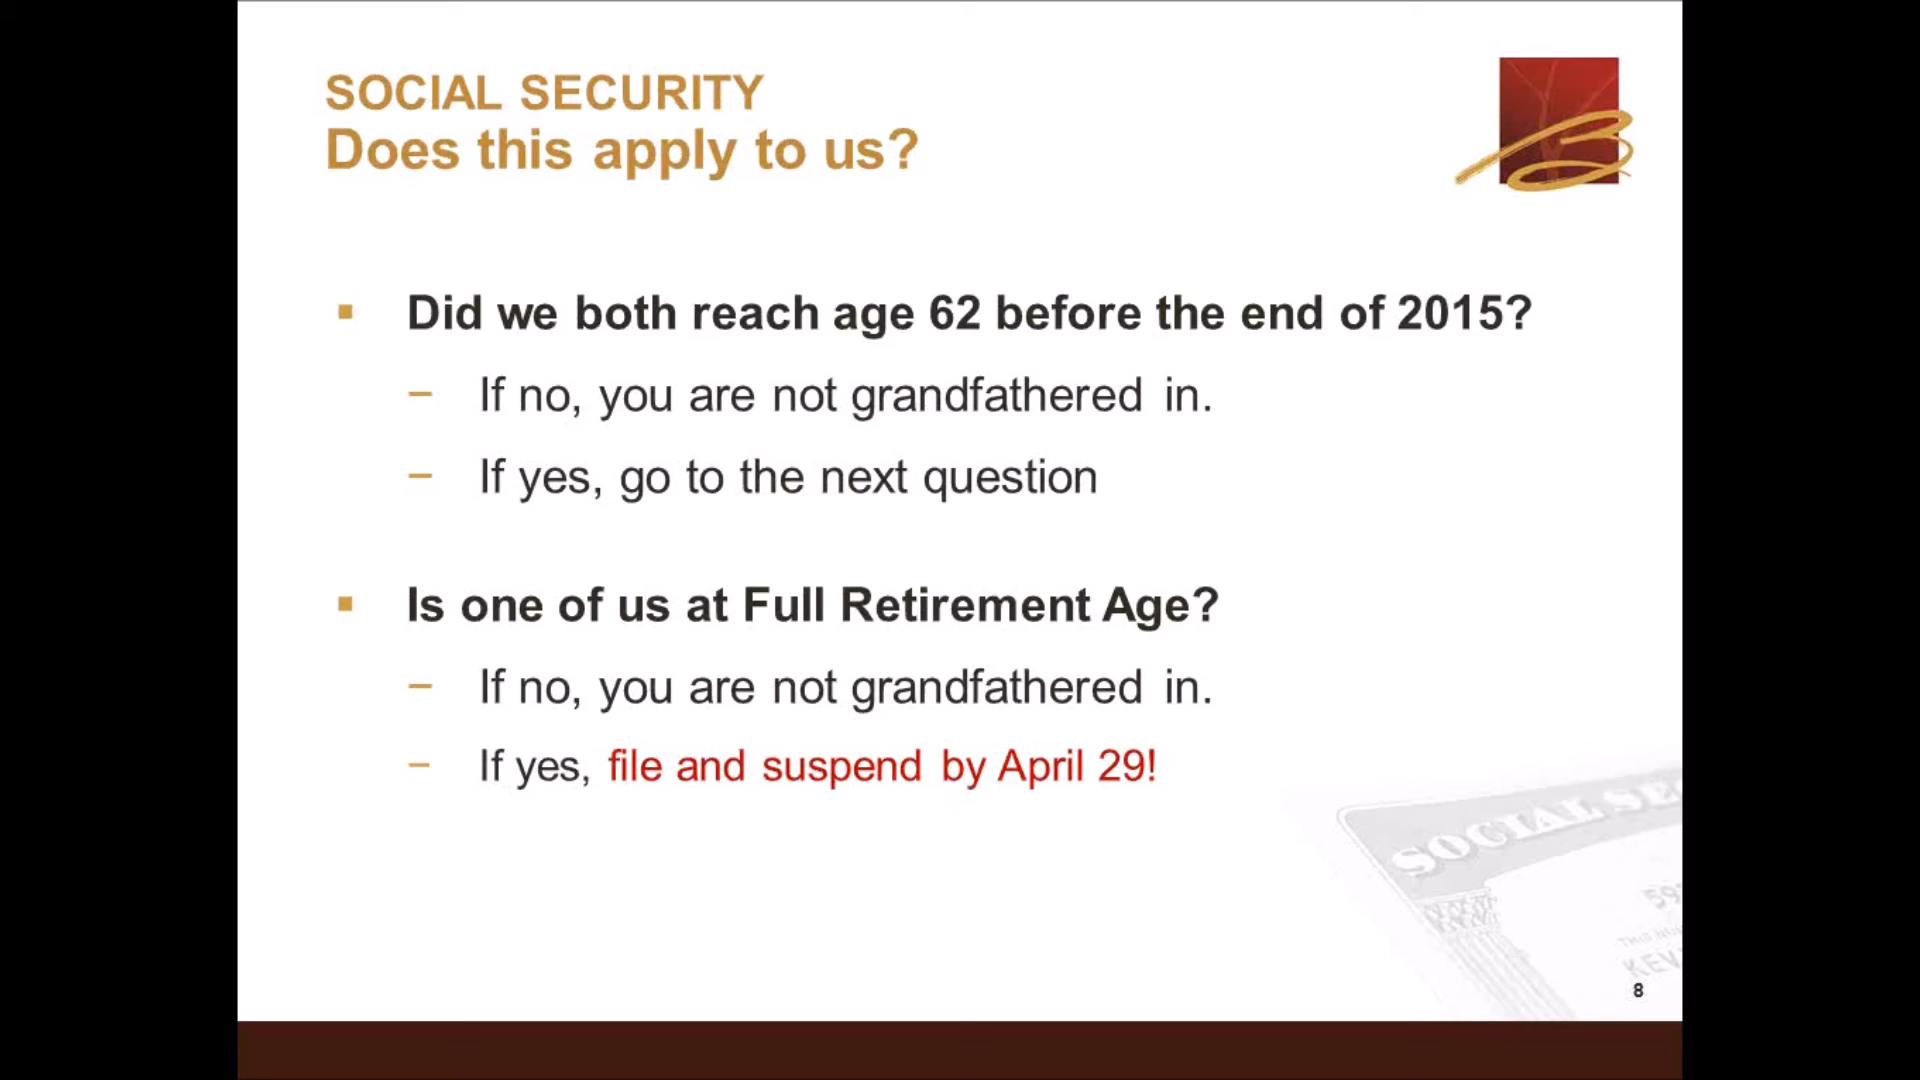 SOCIAL SECURITY
Does this apply to us?
▪ Did we both reach age 62 before the end of 2015?
− If no, you are not grandfathered in.
− If yes, go to the next question
▪ Is one of us at Full Retirement Age?
− If no, you are not grandfathered in.
− If yes, file and suspend by April 29!
SOCIAL
KEV
8